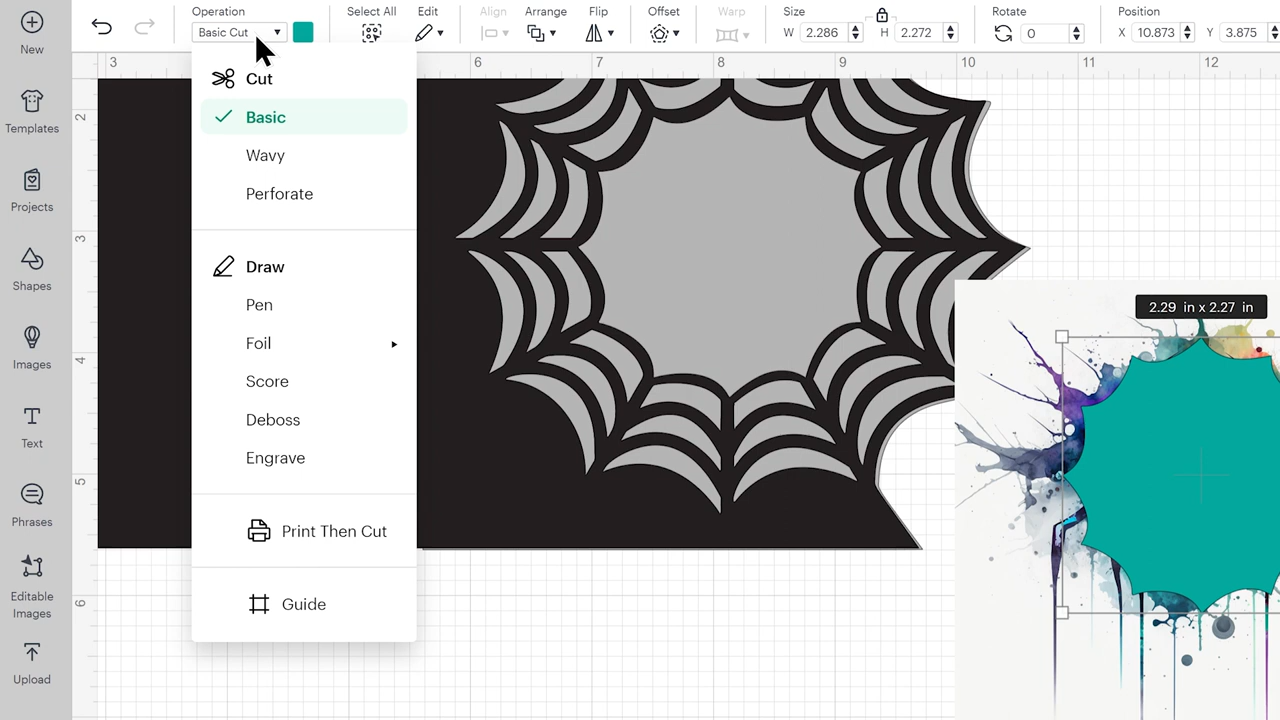 New
Templates
Projects
Shapes
Images
Text
Phrases
Editable
Images
Upload
Operation
Basic Cut
Select All
Edit
Align
Arrange
Flip
Offset
Warp
Size
W 2.286
H 2.272
Rotate
0
Position
X 10.873
Y 3.875
3
6
7
8
9
10
11
12
2
3
4
5
6
Cut
Basic
Wavy
Perforate
Draw
Pen
Foil
Score
Deboss
Engrave
Print Then Cut
Guide
2.29 in x 2.27 in